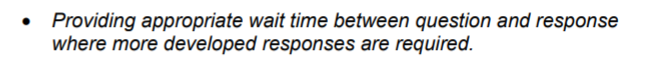 • Providing appropriate wait time between question and response
where more developed responses are required.